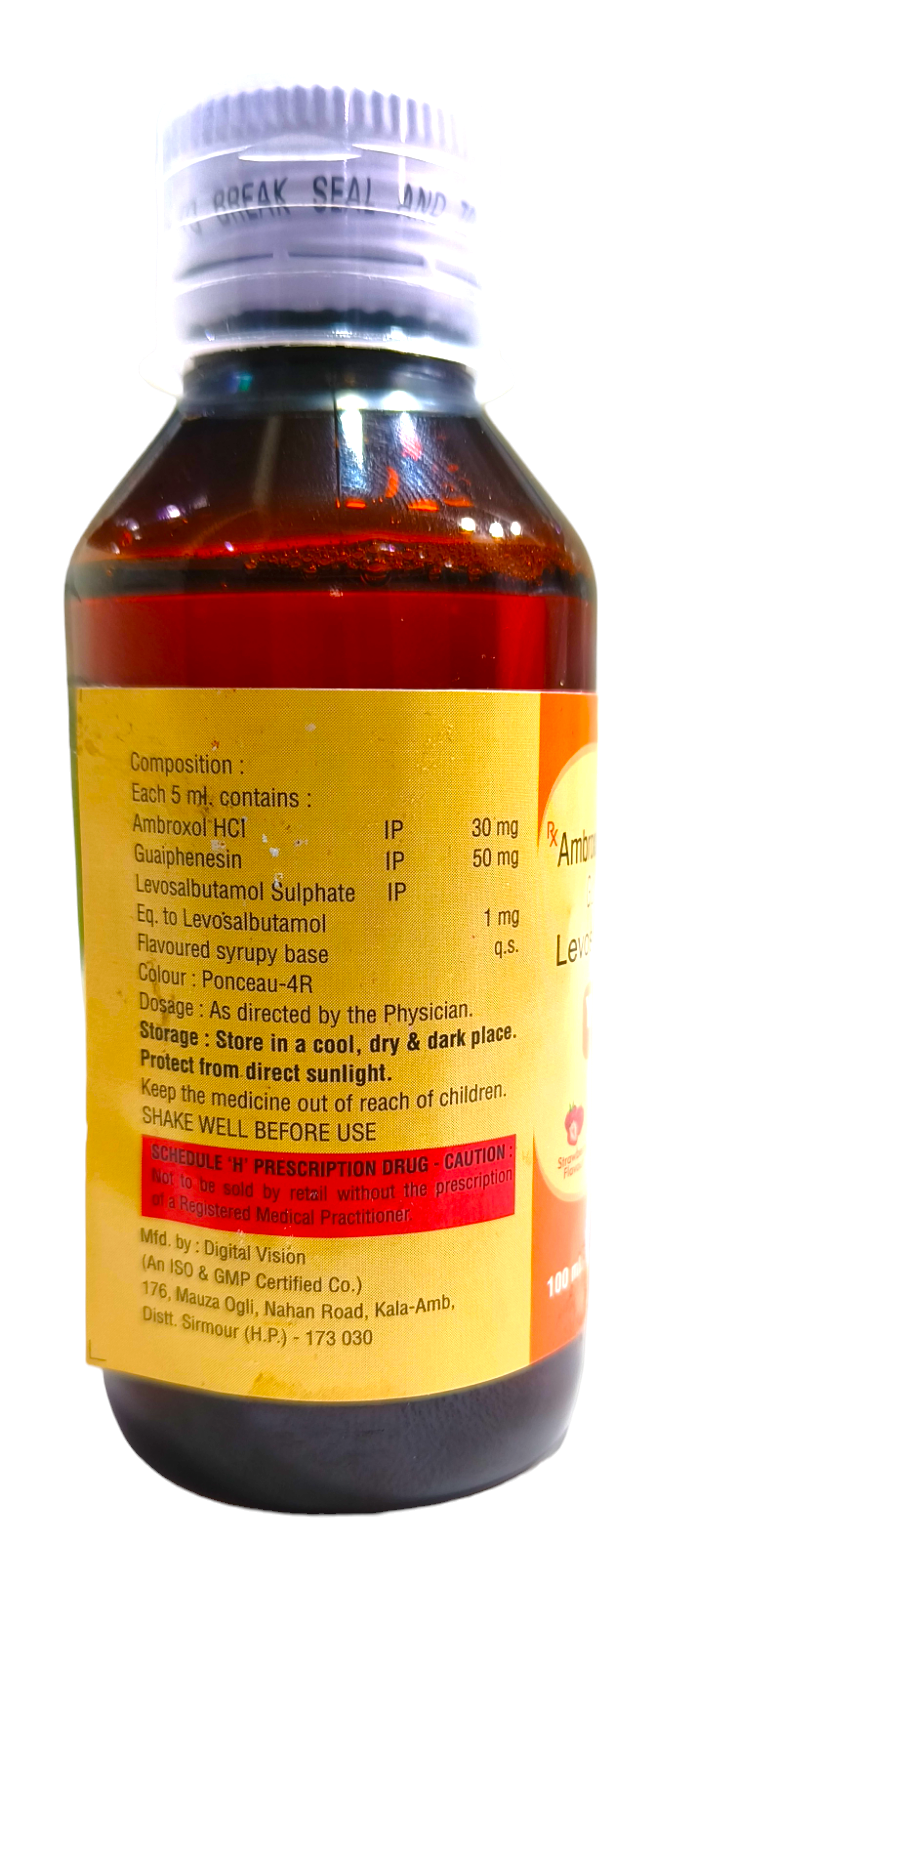 BREAK SEAL AND
Composition :
Each 5 ml. contains :
Ambroxol HCl IP 30 mg
Guaiphenesin IP 50 mg
Levosalbutamol Sulphate IP
Eq. to Levosalbutamol 1 mg
Flavoured syrupy base q.s.
Colour : Ponceau-4R
Dosage : As directed by the Physician.
Storage : Store in a cool, dry & dark place.
Protect from direct sunlight.
Keep the medicine out of reach of children.
SHAKE WELL BEFORE USE
SCHEDULE 'H' PRESCRIPTION DRUG - CAUTION :
Not to be sold by retail without the prescription
of a Registered Medical Practitioner
Mfd. by : Digital Vision
(An ISO & GMP Certified Co.)
176, Mauza Ogli, Nahan Road, Kala-Amb,
Distt. Sirmour (H.P.) - 173 030
Rx
100